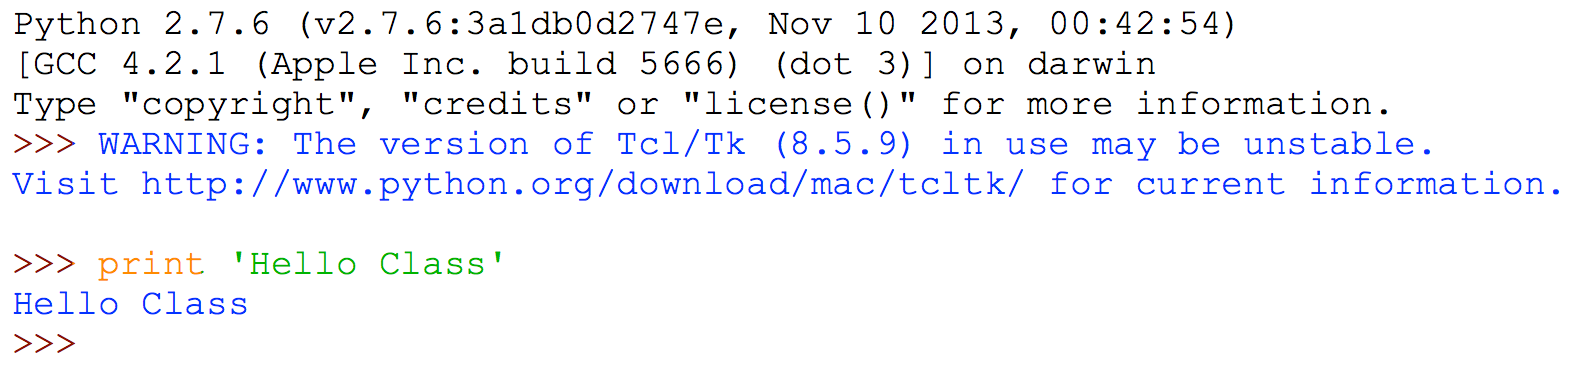 Python 2.7.6 (v2.7.6:3a1db0d2747e, Nov 10 2013, 00:42:54)
[GCC 4.2.1 (Apple Inc. build 5666) (dot 3)] on darwin
Type "copyright", "credits" or "license()" for more information.
>>> WARNING: The version of Tcl/Tk (8.5.9) in use may be unstable.
Visit http://www.python.org/download/mac/tcltk/ for current information.
>>> print 'Hello Class'
Hello Class
>>>